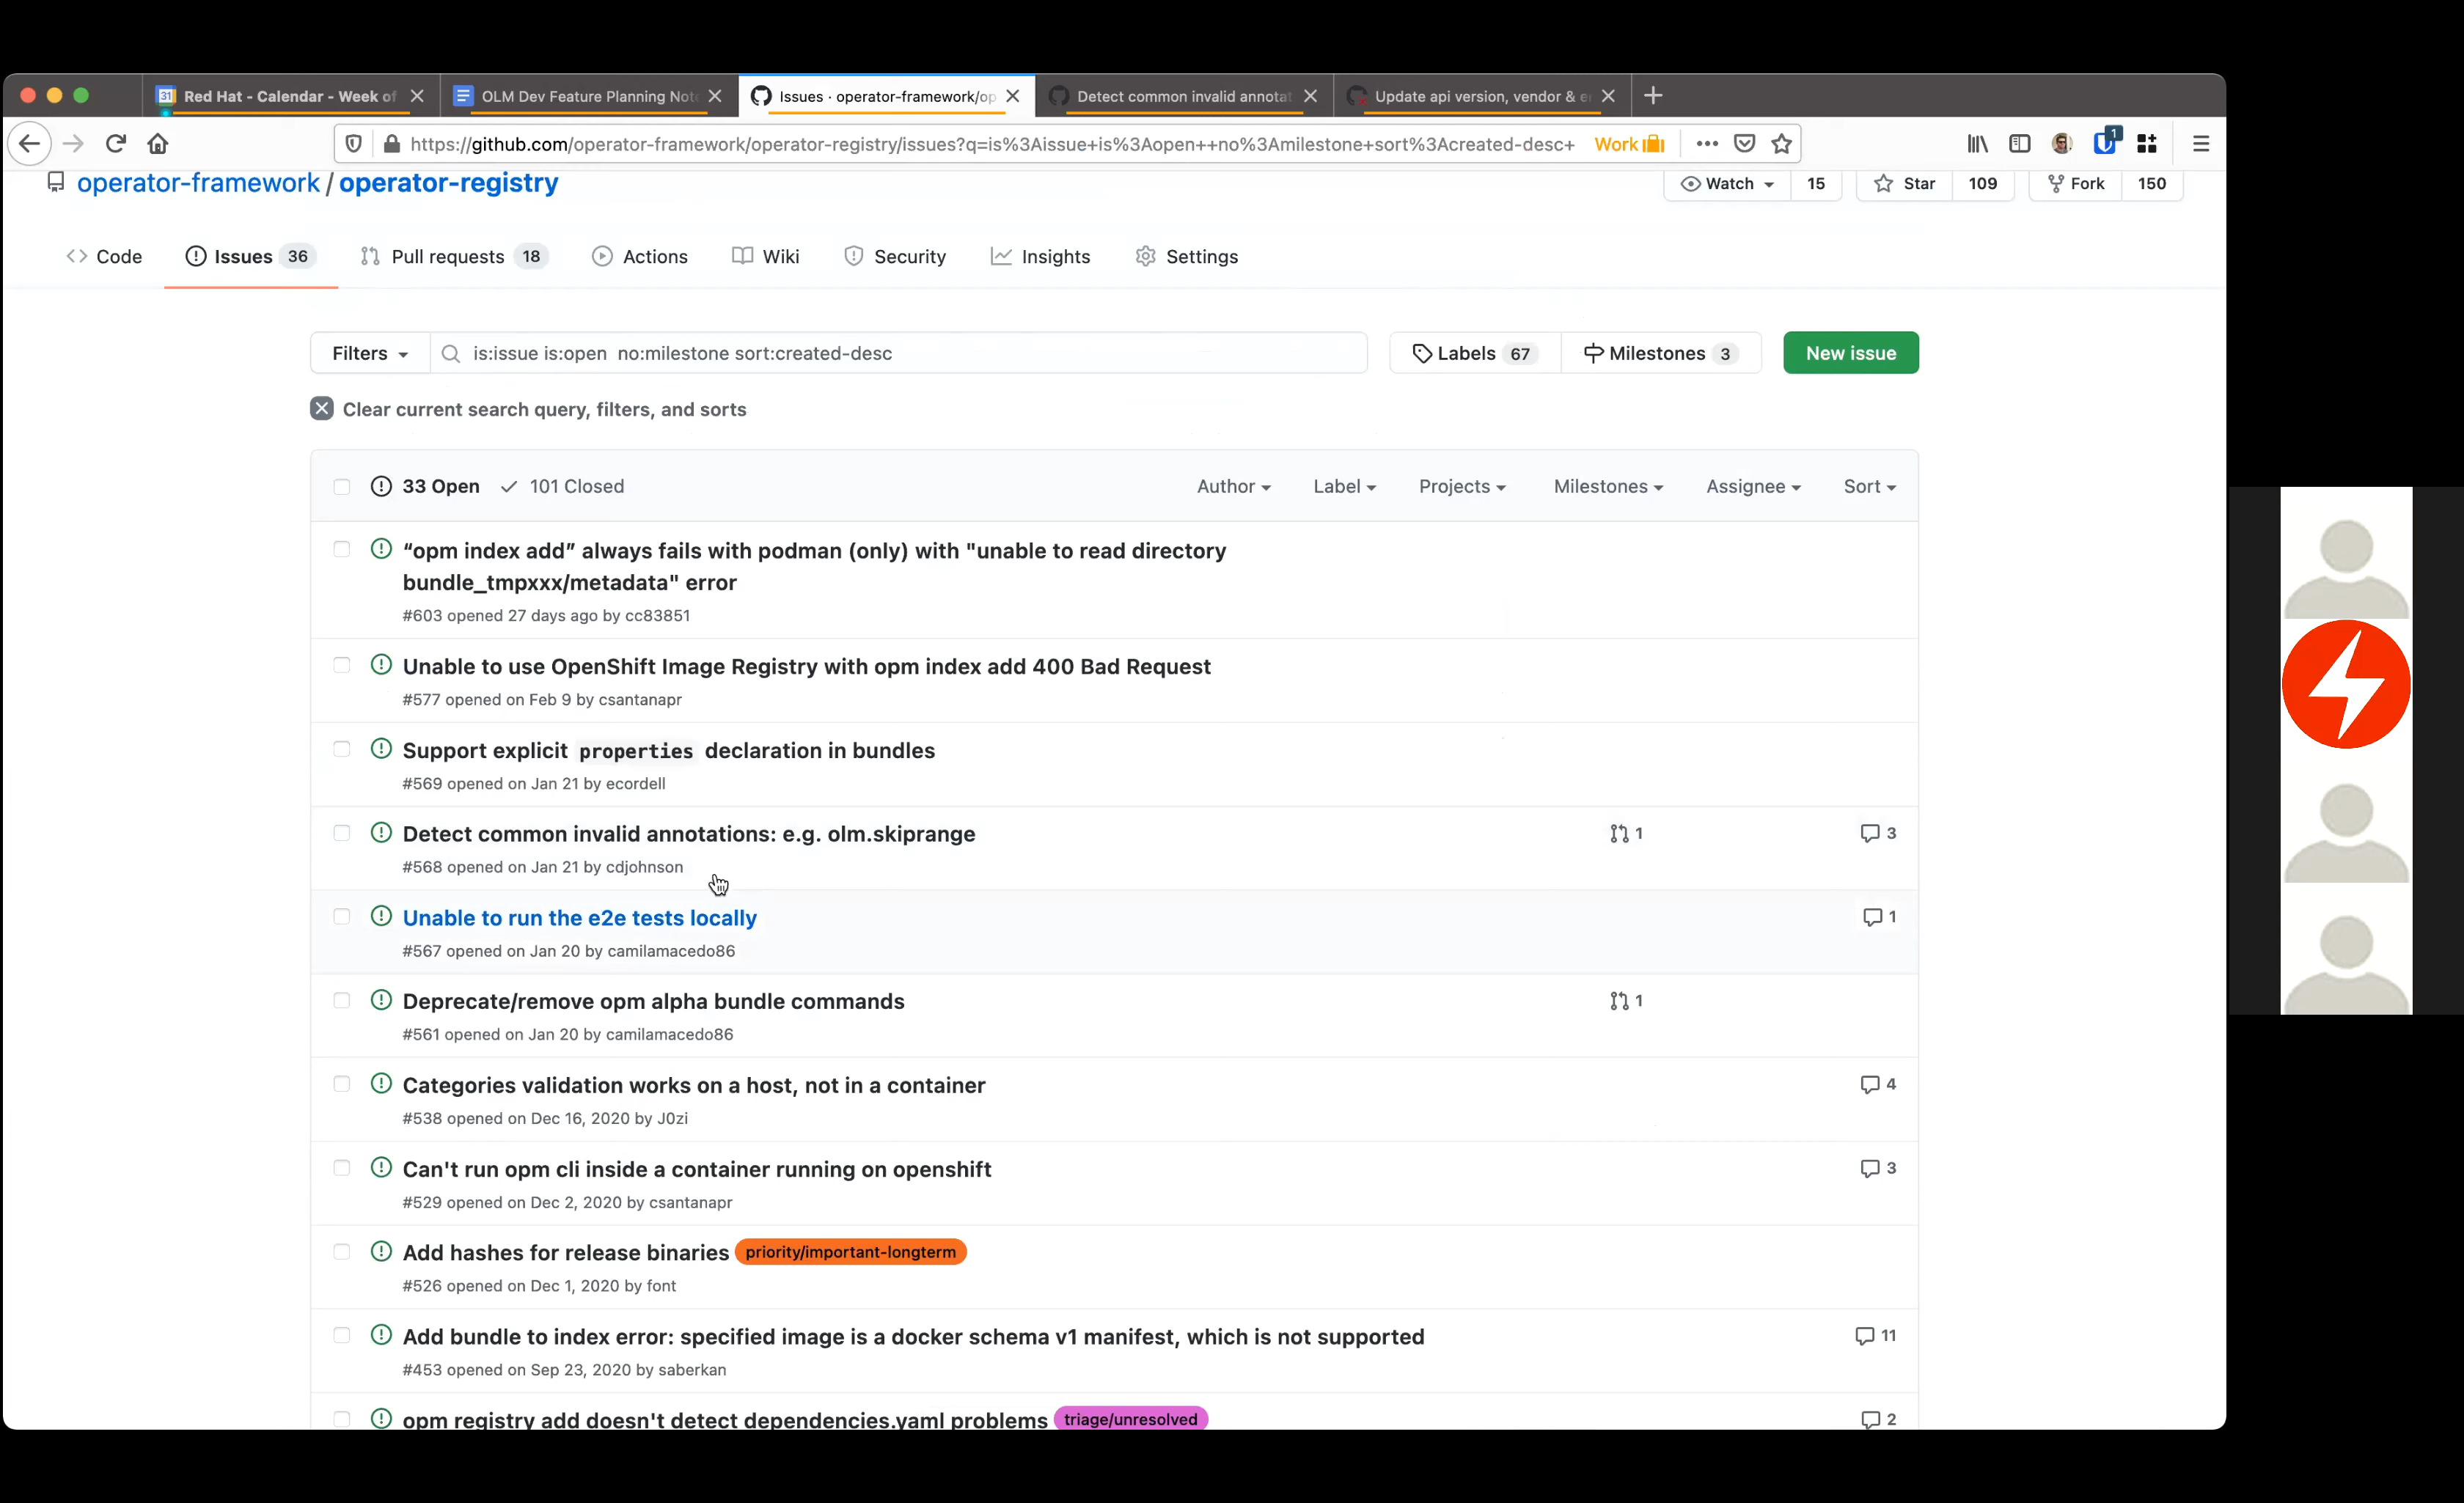 31 Red Hat - Calendar - Week of
OLM Dev Feature Planning Not
Issues · operator-framework/op
Detect common invalid annotat
Update api version, vendor & e
https://github.com/operator-framework/operator-registry/issues?q=is%3Aissue+is%3Aopen++no%3Amilestone+sort%3Acreated-desc+ Work
1
operator-framework / operator-registry
Watch 15 Star 109 Fork 150
Code Issues 36 Pull requests 18 Actions Wiki Security Insights Settings
Filters is:issue is:open no:milestone sort:created-desc Labels 67 Milestones 3 New issue
Clear current search query, filters, and sorts
33 Open 101 Closed Author Label Projects Milestones Assignee Sort
“opm index add” always fails with podman (only) with "unable to read directory
bundle_tmpxxx/metadata" error
#603 opened 27 days ago by cc83851
Unable to use OpenShift Image Registry with opm index add 400 Bad Request
#577 opened on Feb 9 by csantanapr
Support explicit properties declaration in bundles
#569 opened on Jan 21 by ecordell
Detect common invalid annotations: e.g. olm.skiprange 1 3
#568 opened on Jan 21 by cdjohnson
Unable to run the e2e tests locally 1
#567 opened on Jan 20 by camilamacedo86
Deprecate/remove opm alpha bundle commands 1
#561 opened on Jan 20 by camilamacedo86
Categories validation works on a host, not in a container 4
#538 opened on Dec 16, 2020 by J0zi
Can't run opm cli inside a container running on openshift 3
#529 opened on Dec 2, 2020 by csantanapr
Add hashes for release binaries priority/important-longterm
#526 opened on Dec 1, 2020 by font
Add bundle to index error: specified image is a docker schema v1 manifest, which is not supported 11
#453 opened on Sep 23, 2020 by saberkan
opm registry add doesn't detect dependencies.yaml problems triage/unresolved 2